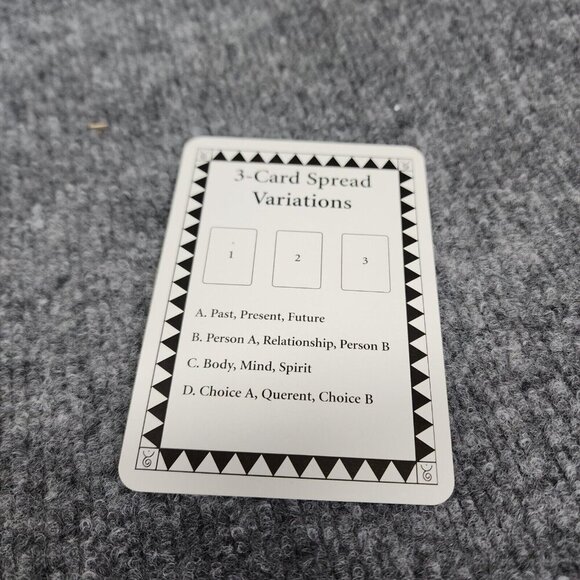 3-Card Spread
Variations
1 2 3
A. Past, Present, Future
B. Person A, Relationship, Person B
C. Body, Mind, Spirit
D. Choice A, Querent, Choice B